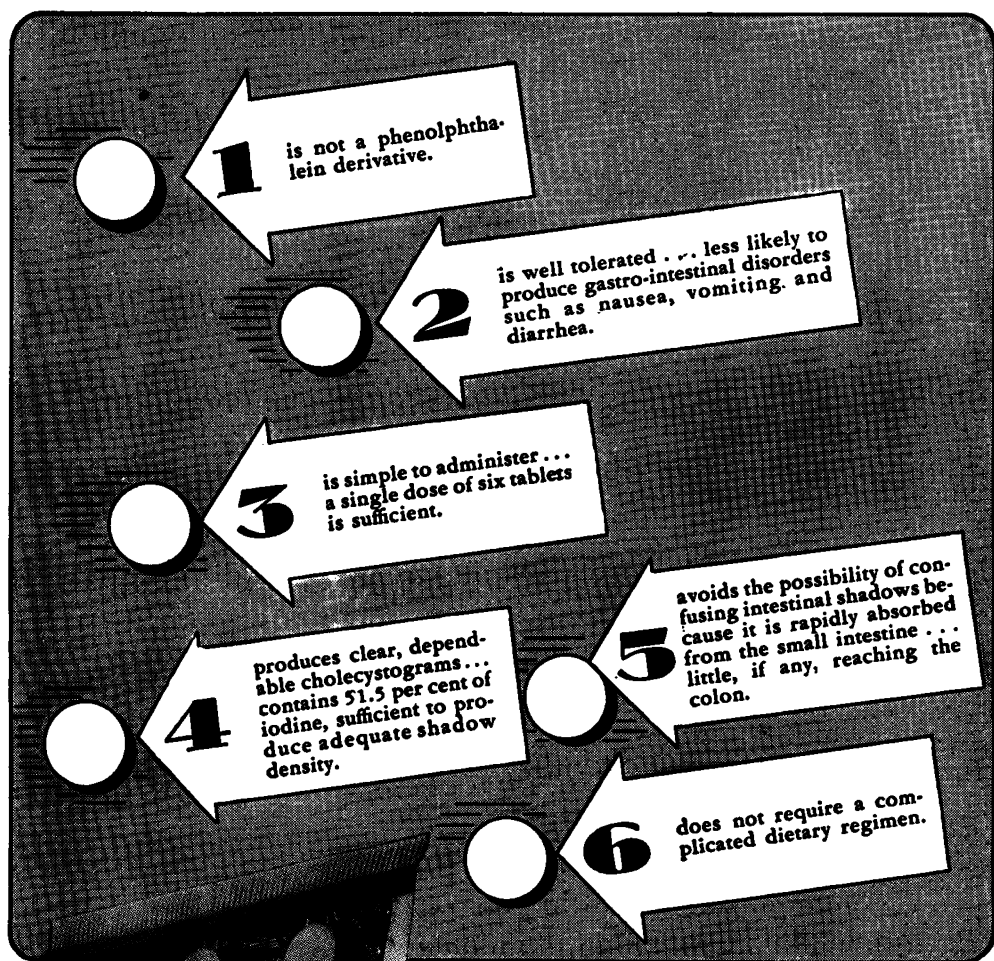 1
is not a phenolphtha-
lein derivative.
2
is well tolerated . . . . less likely to
produce gastro-intestinal disorders
such as nausea, vomiting. and
diarrhea.
3
is simple to administer . . .
a single dose of six tablets
is sufficient.
4
produces clear, depend-
able cholecystograms . . .
contains 51.5 per cent of
iodine, sufficient to pro-
duce adequate shadow
density.
5
avoids the possibility of con-
fusing intestinal shadows be-
cause it is rapidly absorbed
from the small intestine . . .
little, if any, reaching the
colon.
6
does not require a com-
plicated dietary regimen.